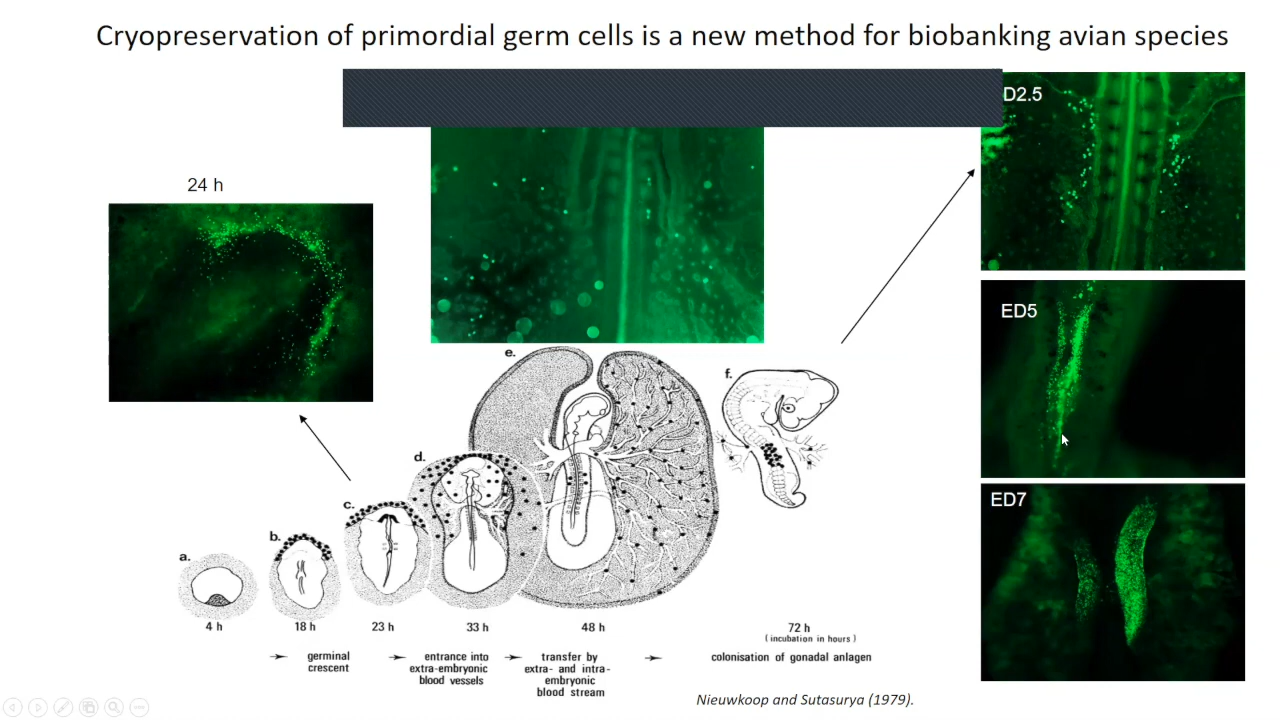 Cryopreservation of primordial germ cells is a new method for biobanking avian species
D2.5
24 h
ED5
e.
f.
d.
ED7
c.
b.
a.
4 h
18 h
23 h
33 h
48 h
72 h
( incubation in hours )
germinal
crescent
entrance into
extra-embryonic
blood vessels
transfer by
extra- and intra-
embryonic
blood stream
colonisation of gonadal anlagen
Nieuwkoop and Sutasurya (1979).